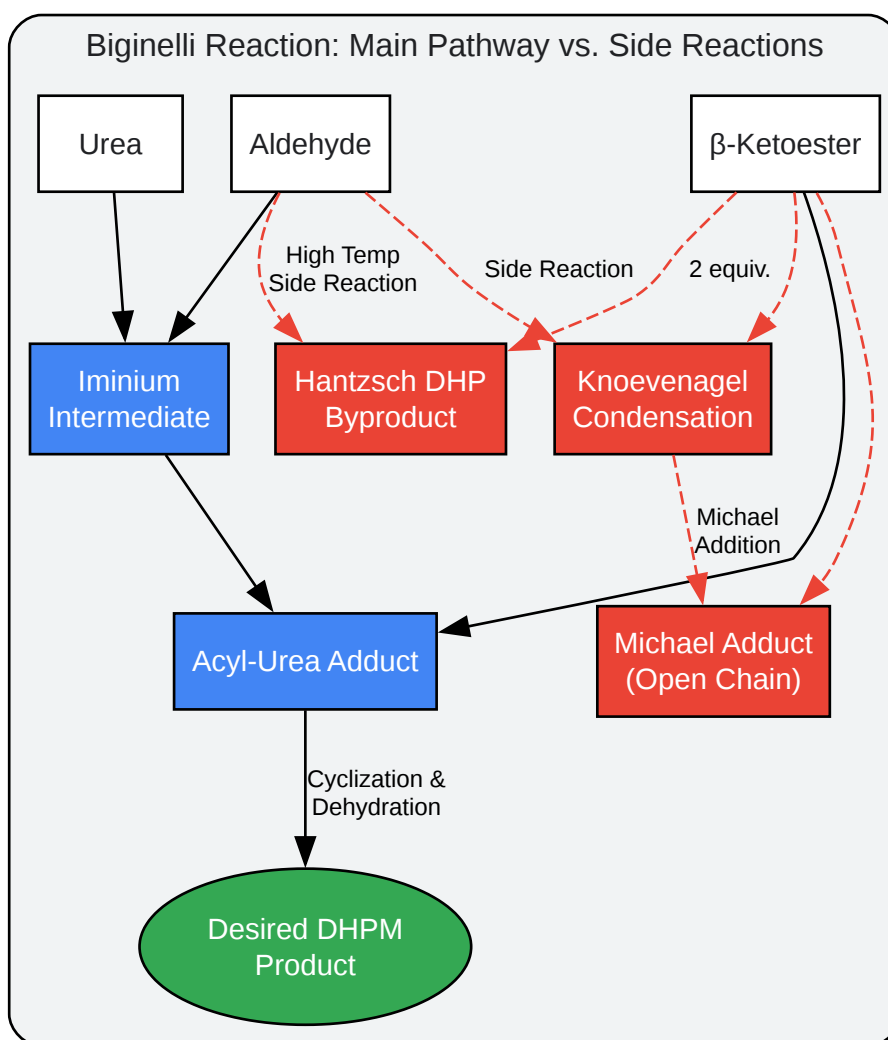 Biginelli Reaction: Main Pathway vs. Side Reactions
Urea
Aldehyde
β-Ketoester
High Temp
Side Reaction
Side Reaction
2 equiv.
Iminium
Intermediate
Hantzsch DHP
Byproduct
Knoevenagel
Condensation
Michael
Addition
Acyl-Urea Adduct
Michael Adduct
(Open Chain)
Cyclization &
Dehydration
Desired DHPM
Product